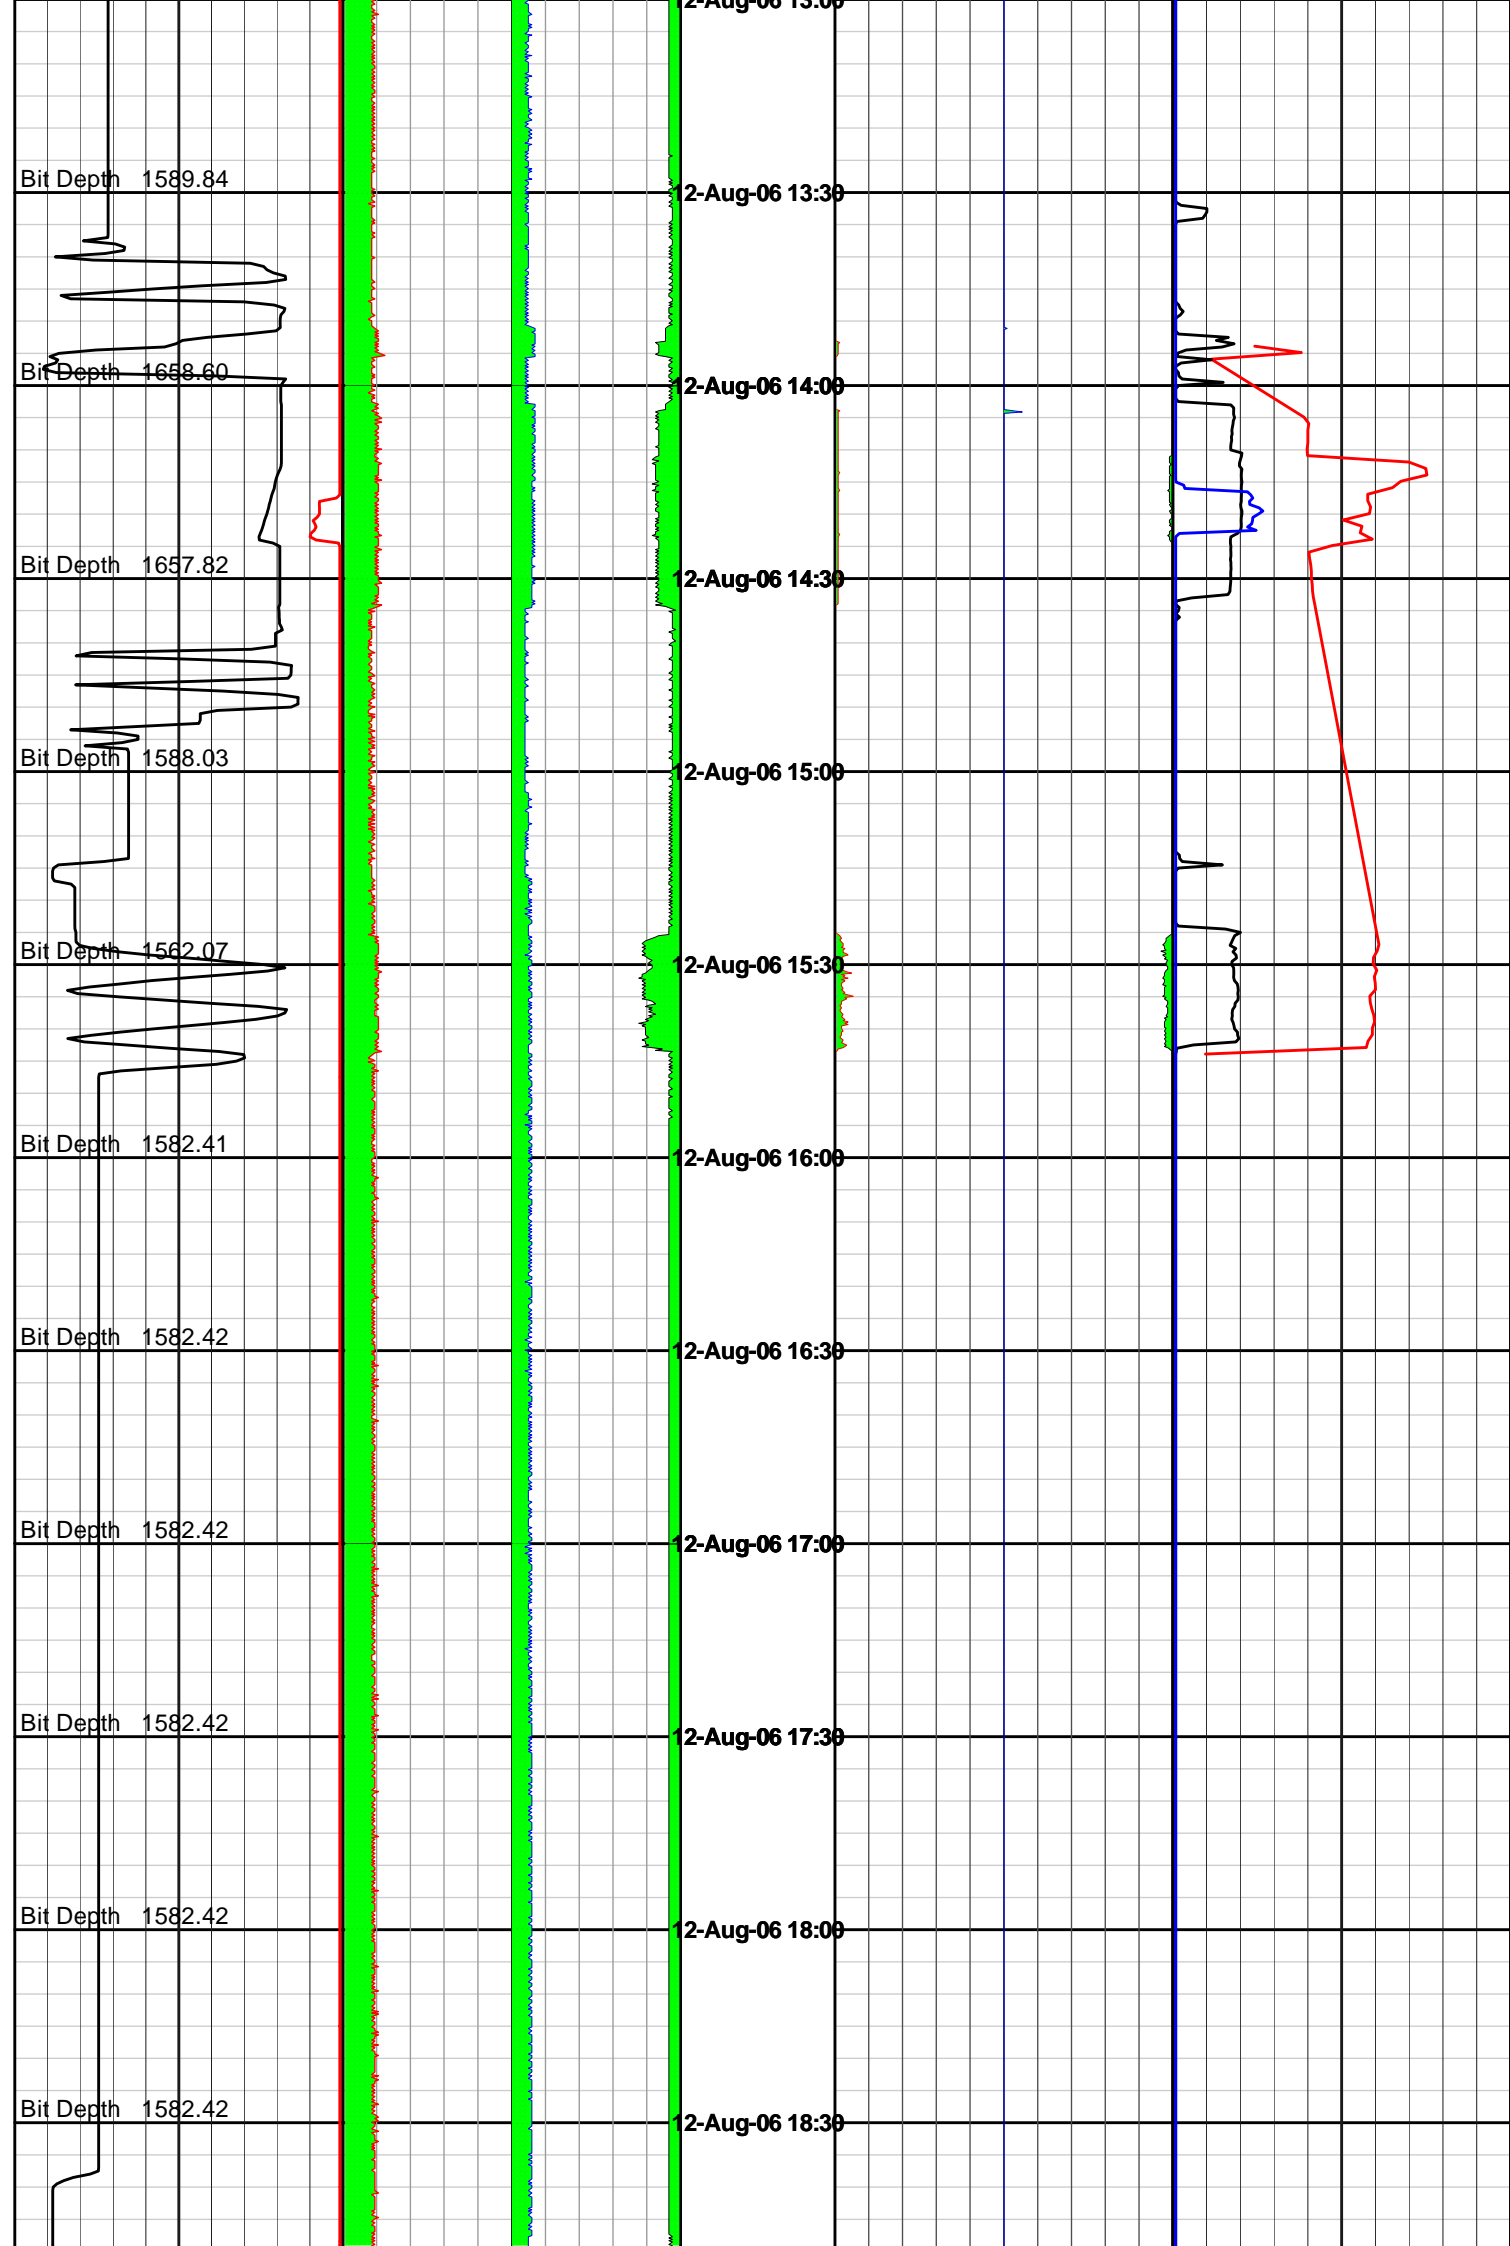 12-Aug-06 13:00
Bit Depth 1589.84
12-Aug-06 13:30
Bit Depth 1658.60
12-Aug-06 14:00
Bit Depth 1657.82
12-Aug-06 14:30
Bit Depth 1588.03
12-Aug-06 15:00
Bit Depth 1562.07
12-Aug-06 15:30
Bit Depth 1582.41
12-Aug-06 16:00
Bit Depth 1582.42
12-Aug-06 16:30
Bit Depth 1582.42
12-Aug-06 17:00
Bit Depth 1582.42
12-Aug-06 17:30
Bit Depth 1582.42
12-Aug-06 18:00
Bit Depth 1582.42
12-Aug-06 18:30